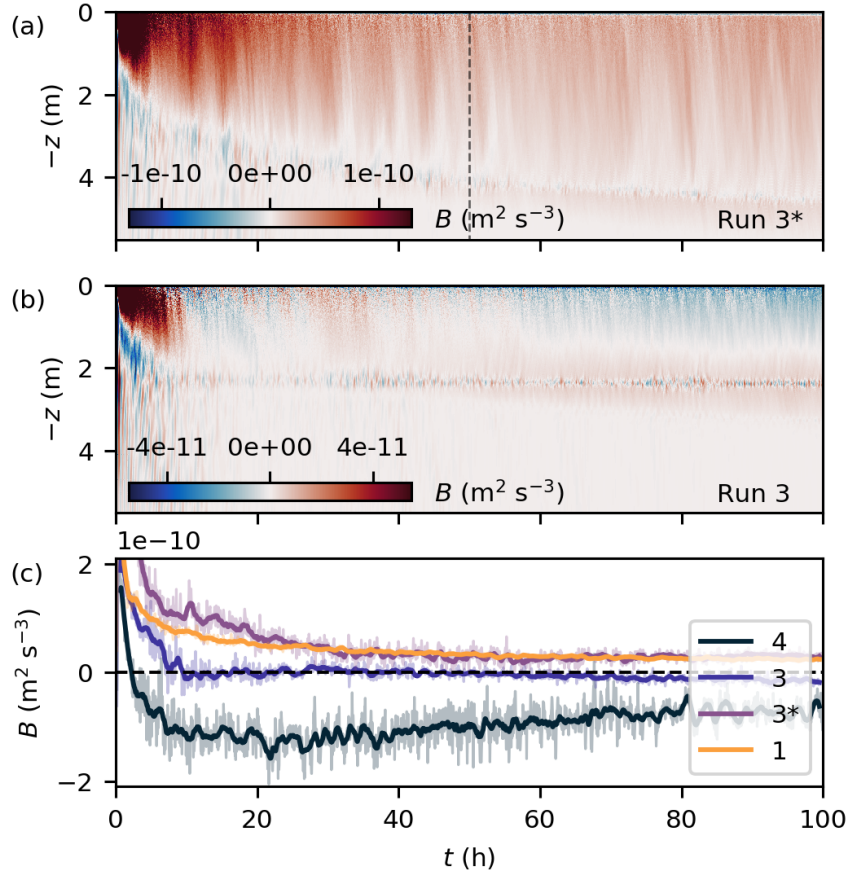 (a)
0
2
4
−z (m)
-1e-10 0e+00 1e-10
B (m² s⁻³)
Run 3*
(b)
0
2
4
−z (m)
-4e-11 0e+00 4e-11
B (m² s⁻³)
Run 3
(c)
1e−10
2
0
−2
B (m² s⁻³)
4
3
3*
1
0 20 40 60 80 100
t (h)